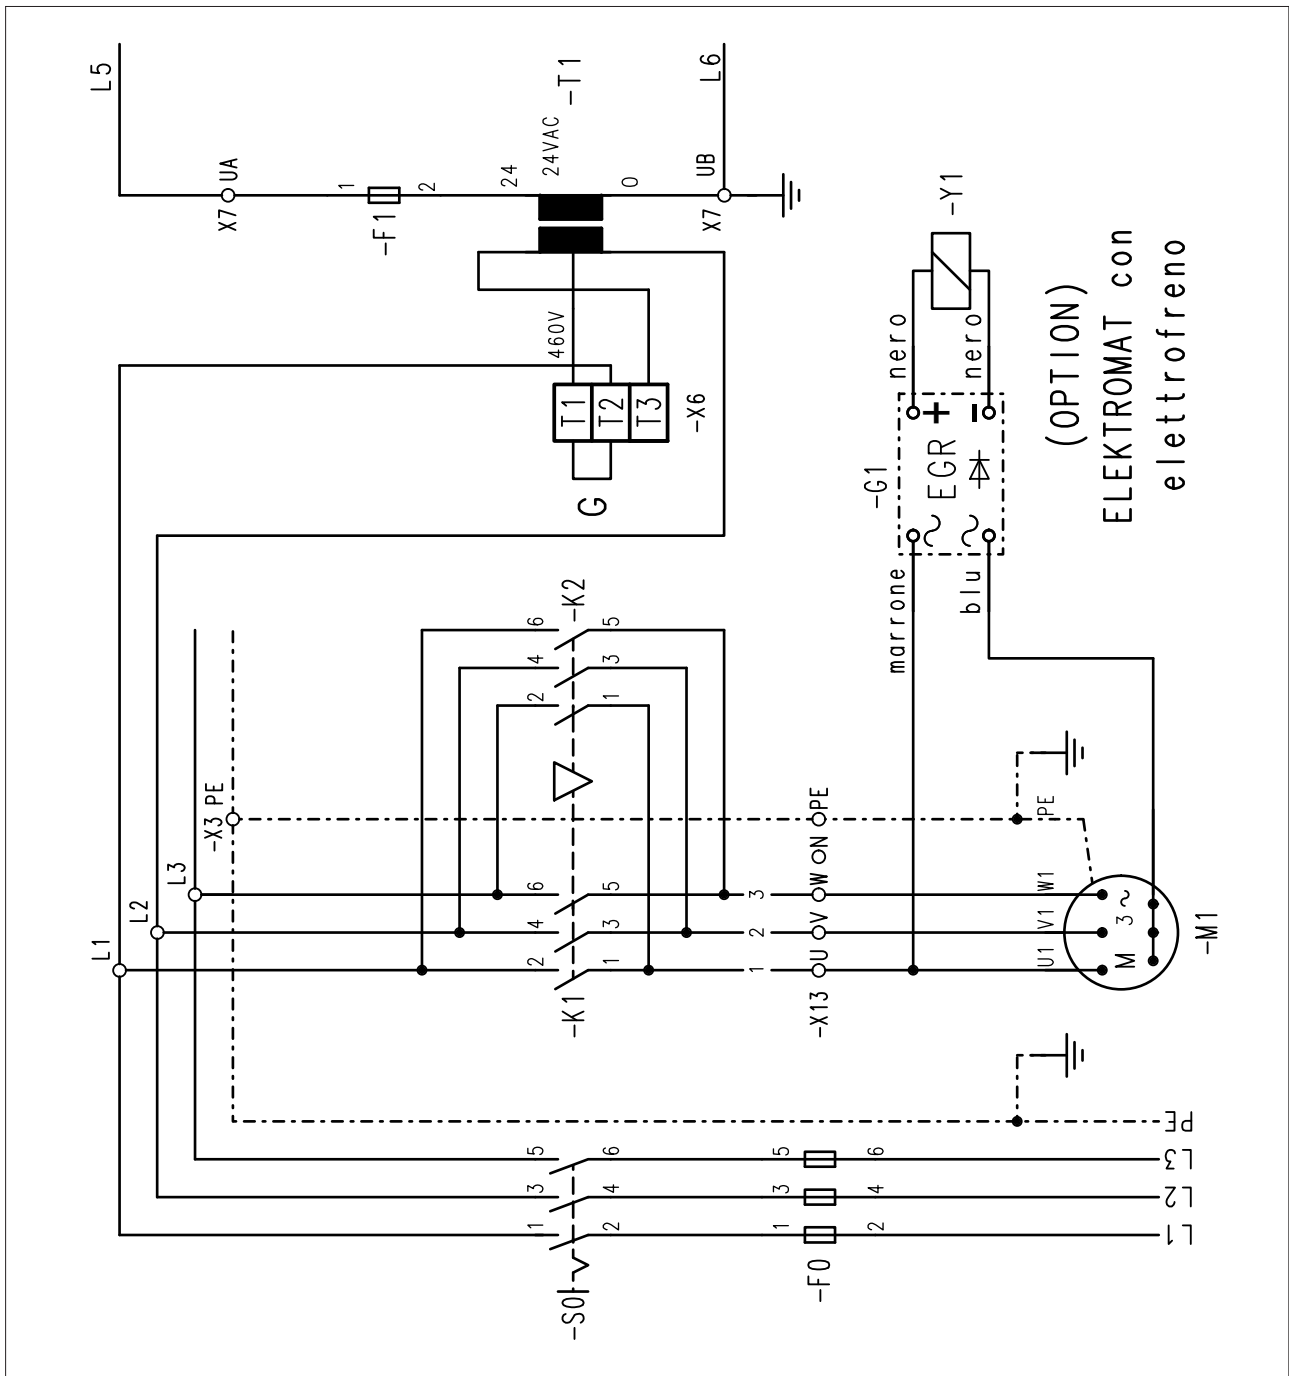 L5
X7
UA
1
-F1
2
24
24VAC
-T1
0
X7
UB
L6
460V
T1
T2
T3
-X6
G
-Y1
nero
nero
+
-
EGR
-G1
~
~
marrone
blu
(OPTION)
ELEKTROMAT con
elettrofreno
L1
L2
L3
-X3 PE
6
5
4
3
2
1
-K2
6
5
4
3
2
1
-K1
3
2
1
-X13
U
V
W
N
PE
PE
U1
V1
W1
M
3 ~
-M1
-S0
1
2
3
4
5
6
-F0
1
2
3
4
5
6
L1
L2
L3
PE